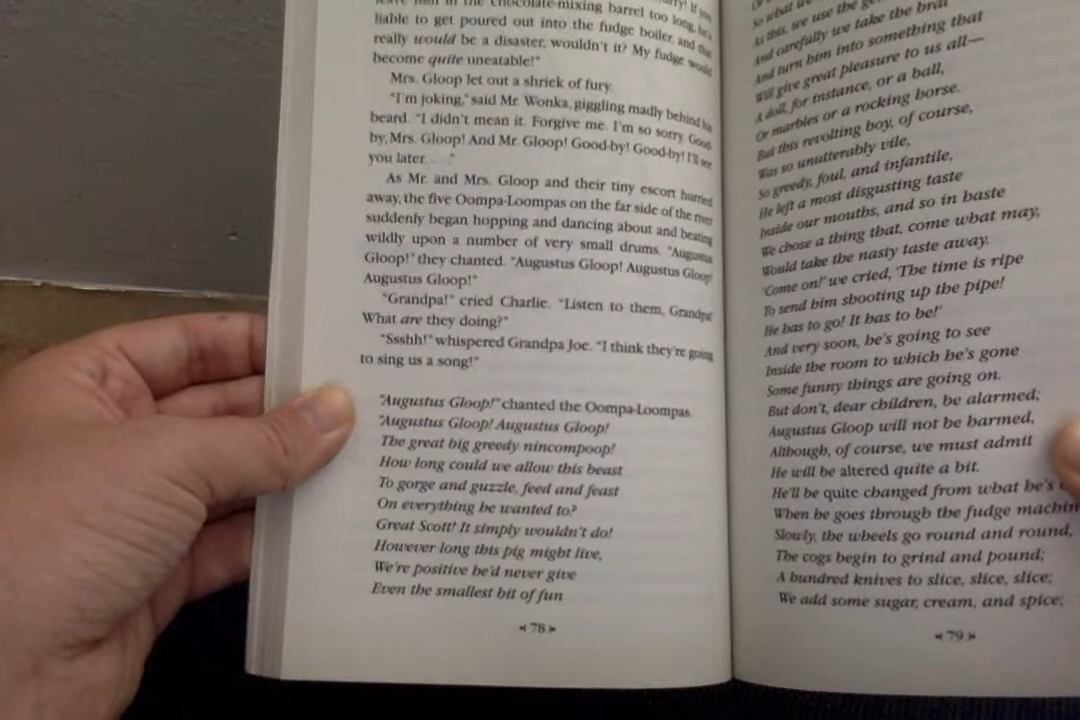 leave him in the chocolate-mixing barrel too long, he's
liable to get poured out into the fudge boiler, and that
really would be a disaster, wouldn't it? My fudge would
become quite uneatable!"
Mrs. Gloop let out a shriek of fury.
"I'm joking," said Mr. Wonka, giggling madly behind his
beard. "I didn't mean it. Forgive me. I'm so sorry. Good-
by, Mrs. Gloop! And Mr. Gloop! Good-by! Good-by! I'll see
you later. . . ."
As Mr. and Mrs. Gloop and their tiny escort hurried
away, the five Oompa-Loompas on the far side of the river
suddenly began hopping and dancing about and beating
wildly upon a number of very small drums. "Augustus
Gloop!" they chanted. "Augustus Gloop! Augustus Gloop!
Augustus Gloop!"
"Grandpa!" cried Charlie. "Listen to them, Grandpa!
What are they doing?"
"Ssshh!" whispered Grandpa Joe. "I think they're going
to sing us a song!"
"Augustus Gloop!" chanted the Oompa-Loompas.
"Augustus Gloop! Augustus Gloop!
The great big greedy nincompoop!
How long could we allow this beast
To gorge and guzzle, feed and feast
On everything he wanted to?
Great Scott! It simply wouldn't do!
However long this pig might live,
We're positive he'd never give
Even the smallest bit of fun
78
So what
As this, we use the
And carefully we take the brat
And turn him into something that
Will give great pleasure to us all—
A doll, for instance, or a ball,
Or marbles or a rocking horse.
But this revolting boy, of course,
Was so unutterably vile,
So greedy, foul, and infantile,
He left a most disgusting taste
Inside our mouths, and so in haste
We chose a thing that, come what may,
Would take the nasty taste away.
'Come on!' we cried, 'The time is ripe
To send him shooting up the pipe!
He has to go! It has to be!'
And very soon, he's going to see
Inside the room to which he's gone
Some funny things are going on.
But don't, dear children, be alarmed;
Augustus Gloop will not be harmed,
Although, of course, we must admit
He will be altered quite a bit.
He'll be quite changed from what he's
When he goes through the fudge machin
Slowly, the wheels go round and round,
The cogs begin to grind and pound;
A hundred knives to slice, slice, slice;
We add some sugar, cream, and spice;
79